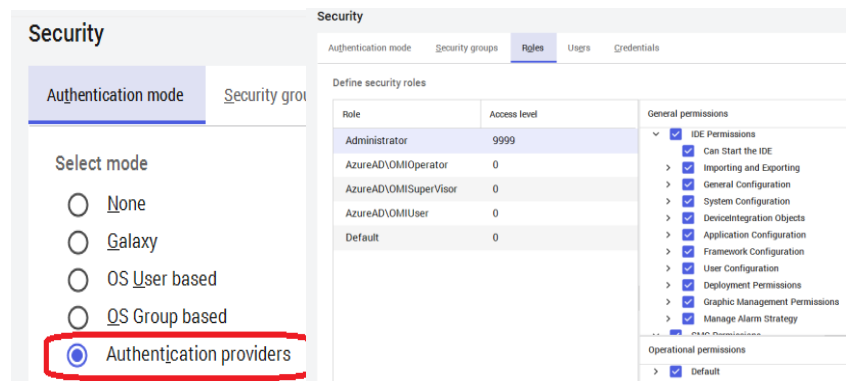 Security
Authentication mode
Security grou
Select mode
None
Galaxy
OS User based
OS Group based
Authentication providers
Security
Authentication mode
Security groups
Roles
Users
Credentials
Define security roles
Role
Access level
Administrator
9999
AzureAD\OMIOperator
0
AzureAD\OMISuperVisor
0
AzureAD\OMIUser
0
Default
0
General permissions
IDE Permissions
Can Start the IDE
Importing and Exporting
General Configuration
System Configuration
DeviceIntegration Objects
Application Configuration
Framework Configuration
User Configuration
Deployment Permissions
Graphic Management Permissions
Manage Alarm Strategy
SMC Permissions
Operational permissions
Default